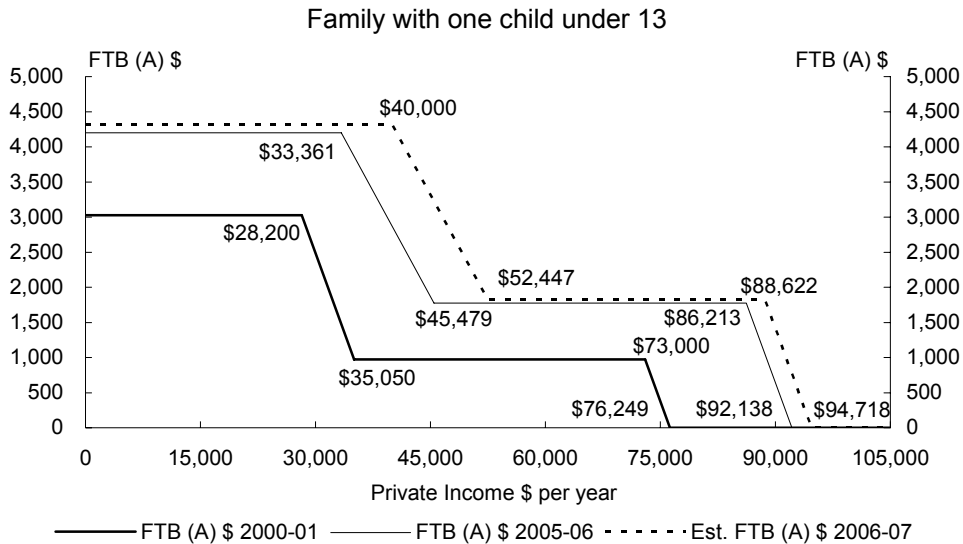 Family with one child under 13
FTB (A) $ FTB (A) $
5,000 5,000
4,500 $40,000 4,500
4,000 4,000
$33,361
3,500 3,500
3,000 3,000
$28,200
2,500 2,500
$52,447 $88,622
2,000 2,000
1,500 $45,479 $86,213 1,500
$73,000
1,000 1,000
$35,050
500 $76,249 $92,138 $94,718 500
0 0
0 15,000 30,000 45,000 60,000 75,000 90,000 105,000
Private Income $ per year
FTB (A) $ 2000-01 FTB (A) $ 2005-06 Est. FTB (A) $ 2006-07